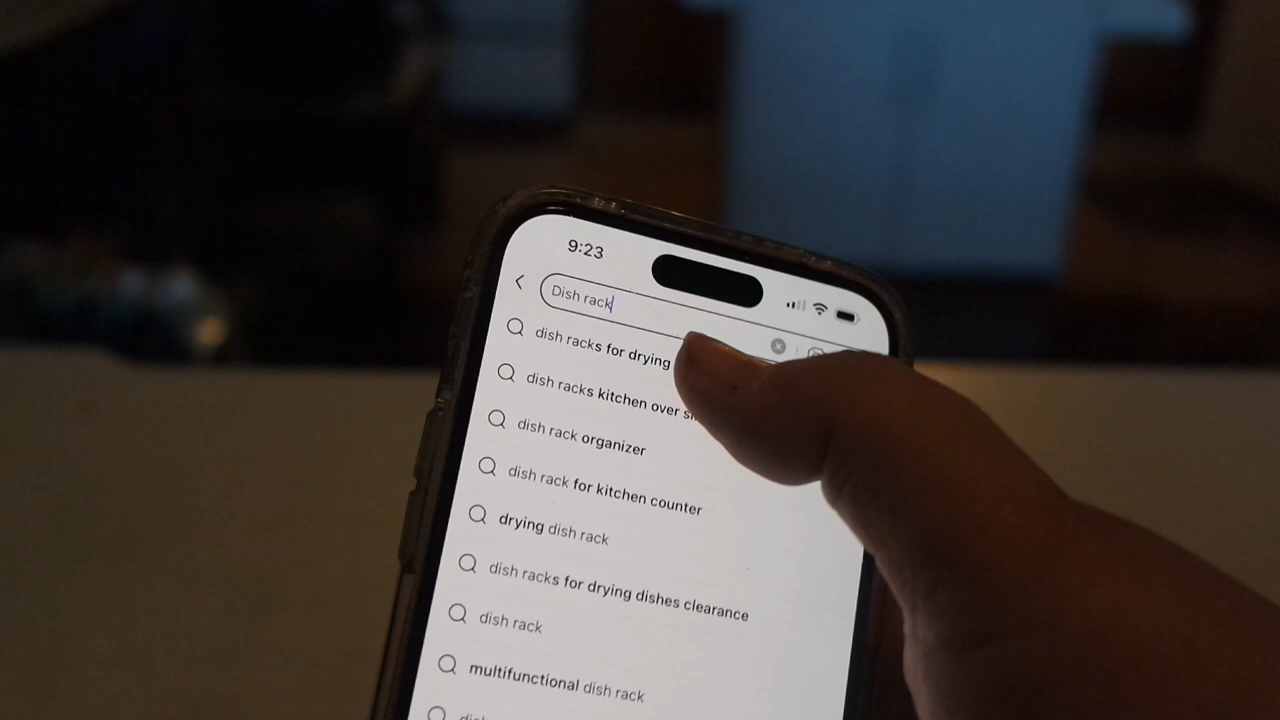 9:23
Dish rack
dish racks for drying
dish racks kitchen over
dish rack organizer
dish rack for kitchen counter
drying dish rack
dish racks for drying dishes clearance
dish rack
multifunctional dish rack